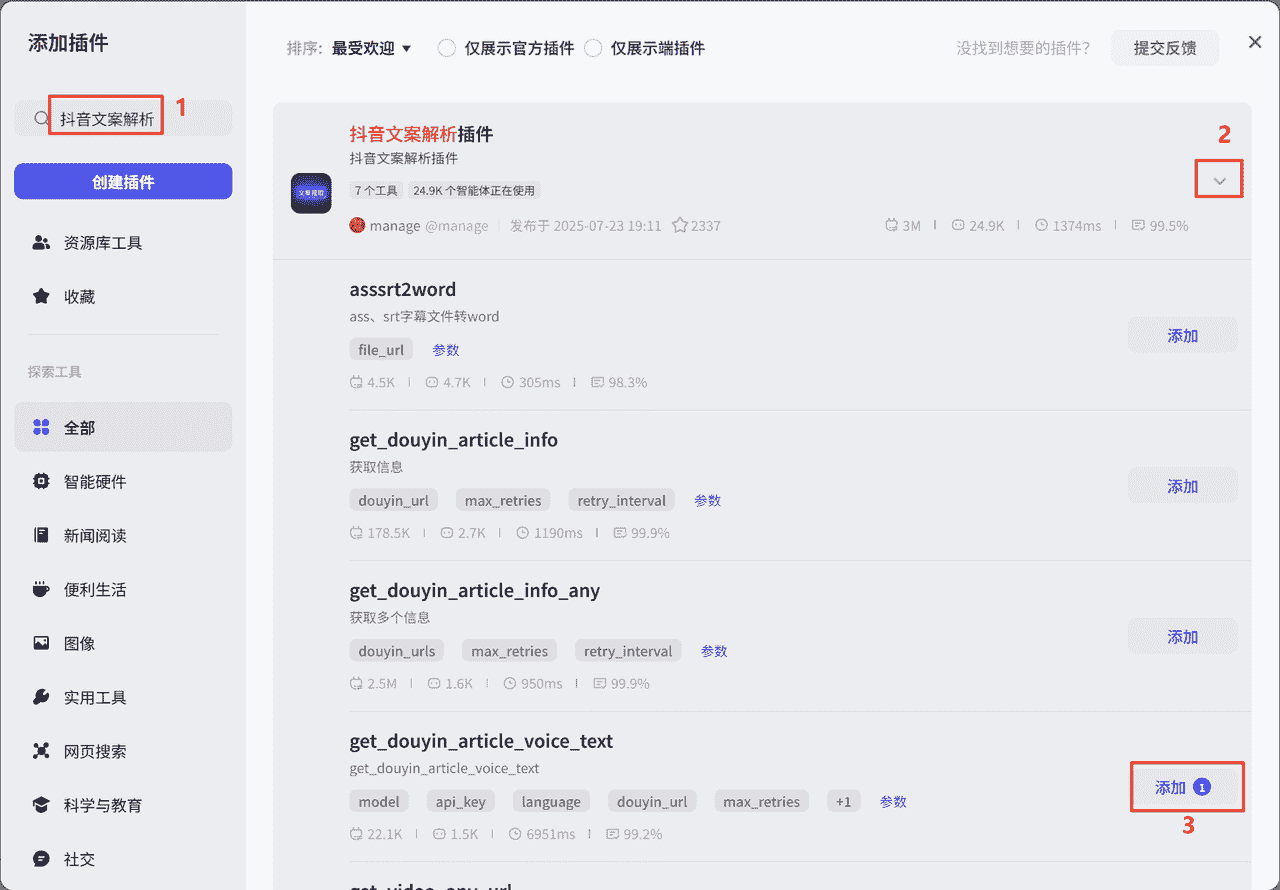 添加插件
抖音文案解析
1
创建插件
资源库工具
收藏
探索工具
全部
智能硬件
新闻阅读
便利生活
图像
实用工具
网页搜索
科学与教育
社交
排序: 最受欢迎 仅展示官方插件 仅展示端插件 没找到想要的插件? 提交反馈
抖音文案解析插件
抖音文案解析插件
2
7 个工具 24.9K 个智能体正在使用
manage @manage 发布于 2025-07-23 19:11 2337 3M 24.9K 1374ms 99.5%
asssrt2word
ass、srt字幕文件转word
添加
file_url 参数
4.5K 4.7K 305ms 98.3%
get_douyin_article_info
获取信息
添加
douyin_url max_retries retry_interval 参数
178.5K 2.7K 1190ms 99.9%
get_douyin_article_info_any
获取多个信息
添加
douyin_urls max_retries retry_interval 参数
2.5M 1.6K 950ms 99.9%
get_douyin_article_voice_text
get_douyin_article_voice_text
添加 1
model api_key language douyin_url max_retries +1 参数
3
22.1K 1.5K 6951ms 99.2%